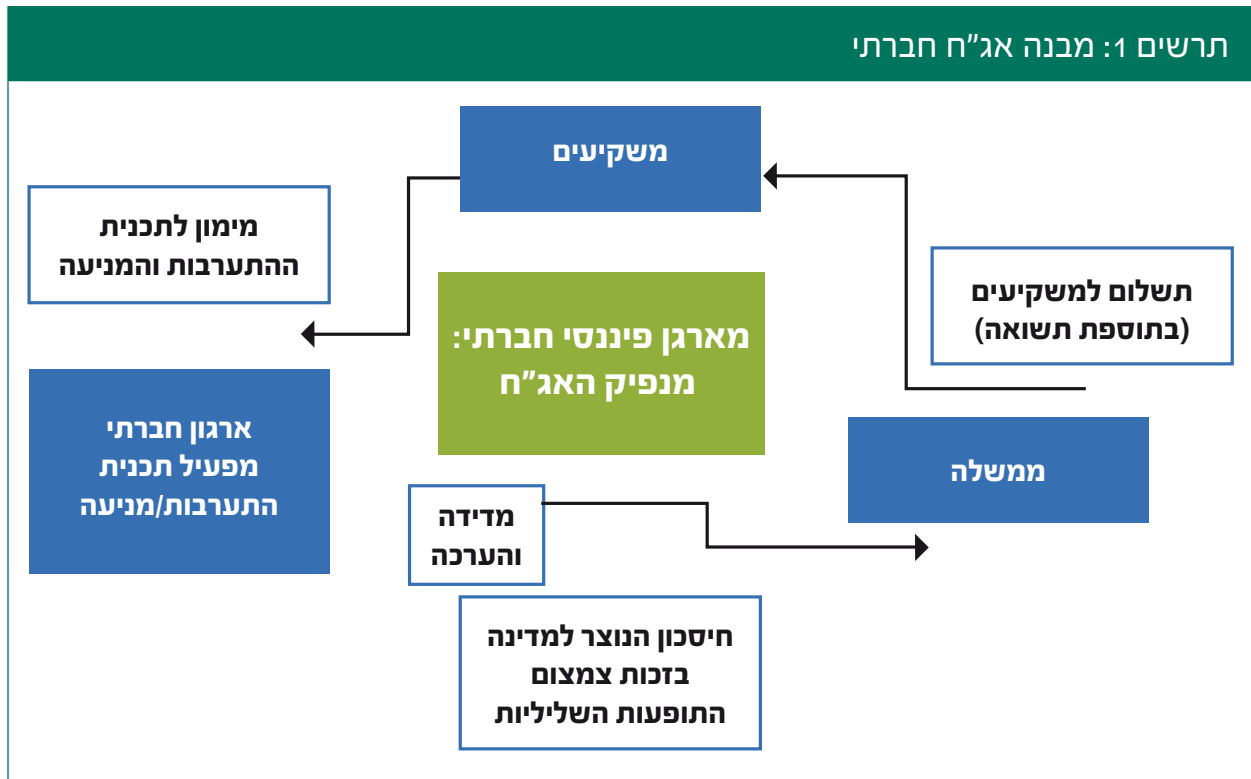 תרשים 1: מבנה אג"ח חברתי
משקיעים
מימון לתכנית
ההתערבות והמניעה
תשלום למשקיעים
(בתוספת תשואה)
מארגן פיננסי חברתי:
מנפיק האג"ח
ארגון חברתי
מפעיל תכנית
התערבות/מניעה
ממשלה
מדידה
והערכה
חיסכון הנוצר למדינה
בזכות צמצום
התופעות השליליות